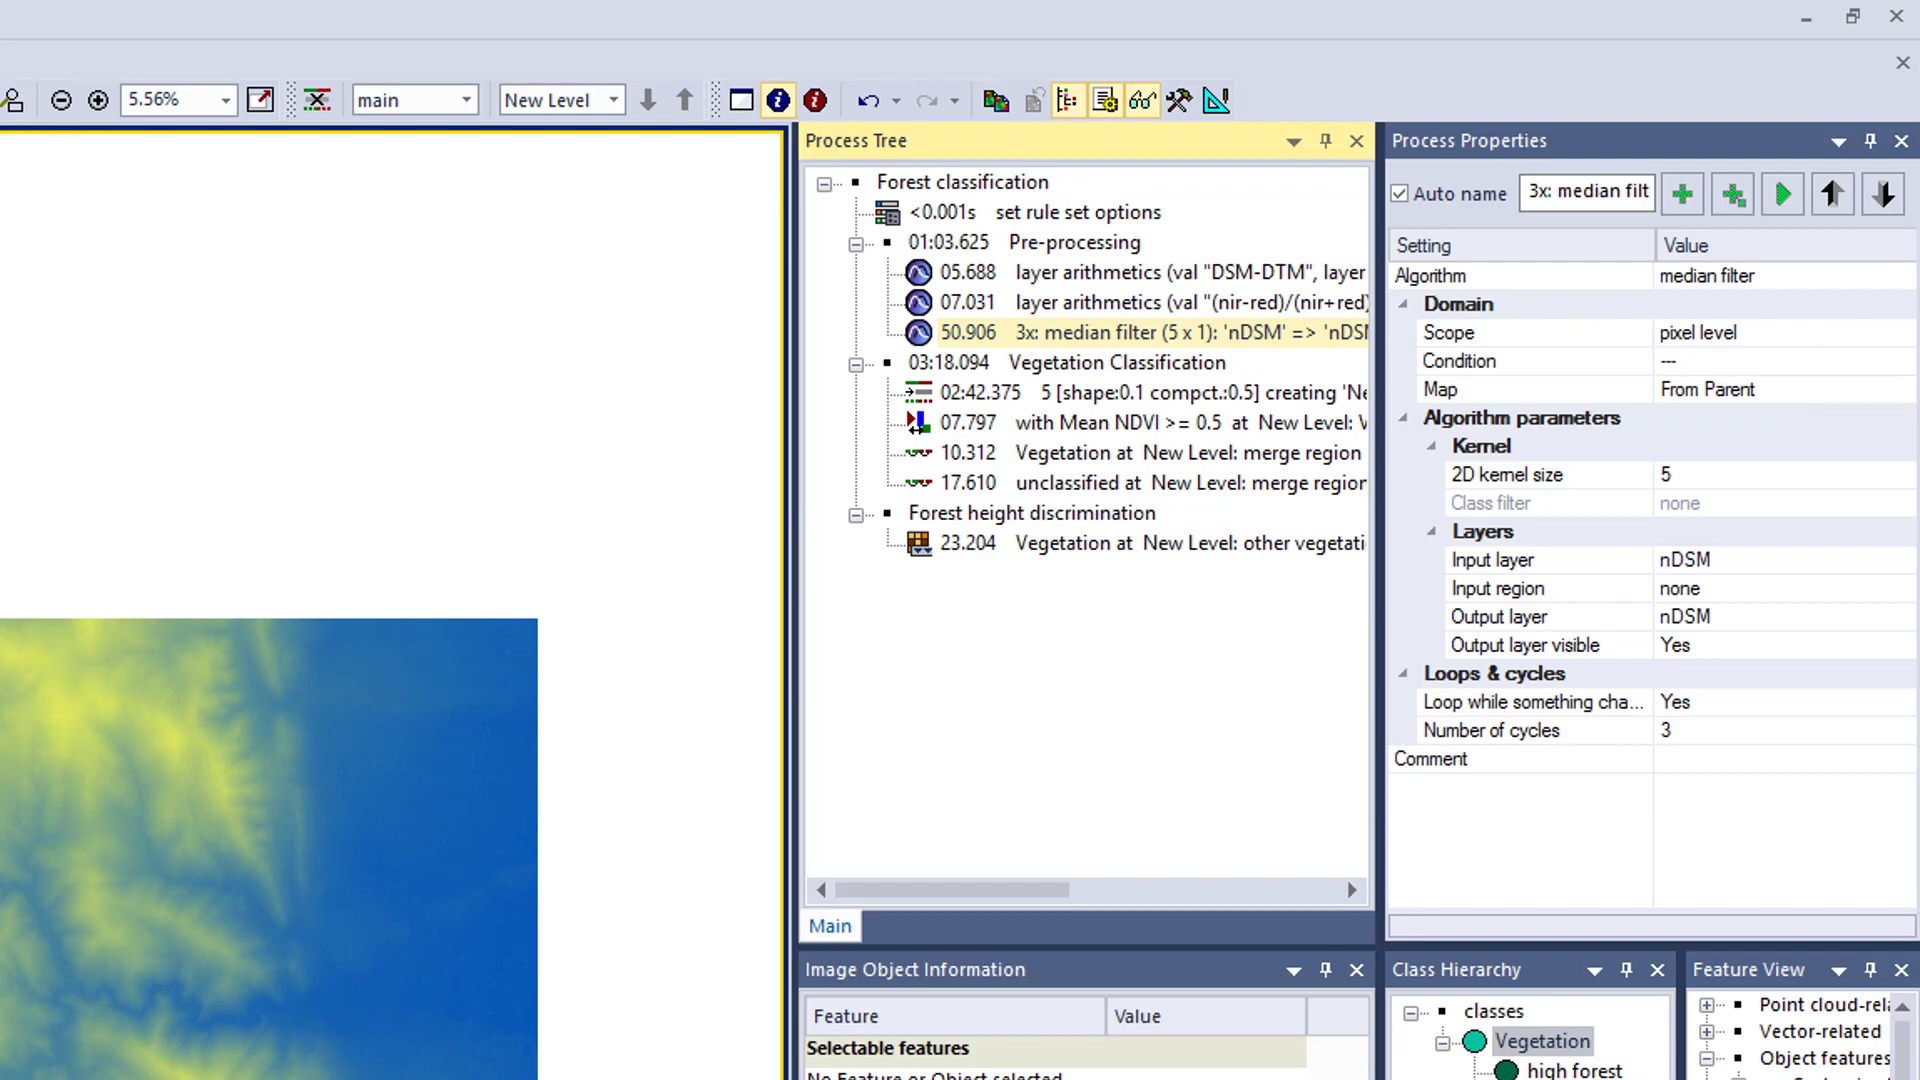 5.56%
main
New Level
Process Tree
Forest classification
<0.001s set rule set options
01:03.625 Pre-processing
05.688 layer arithmetics (val "DSM-DTM", layer
07.031 layer arithmetics (val "(nir-red)/(nir+red)
50.906 3x: median filter (5 x 1): 'nDSM' => 'nDSM
03:18.094 Vegetation Classification
02:42.375 5 [shape:0.1 compct.:0.5] creating 'Ne
07.797 with Mean NDVI >= 0.5 at New Level: V
10.312 Vegetation at New Level: merge region
17.610 unclassified at New Level: merge region
Forest height discrimination
23.204 Vegetation at New Level: other vegetati
Main
Process Properties
Auto name 3x: median filt
Setting Value
Algorithm median filter
Domain
Scope pixel level
Condition ---
Map From Parent
Algorithm parameters
Kernel
2D kernel size 5
Class filter none
Layers
Input layer nDSM
Input region none
Output layer nDSM
Output layer visible Yes
Loops & cycles
Loop while something cha... Yes
Number of cycles 3
Comment
Image Object Information
Feature Value
Selectable features
No Feature or Object selected
Class Hierarchy
classes
Vegetation
high forest
Feature View
Point cloud-rela
Vector-related
Object features